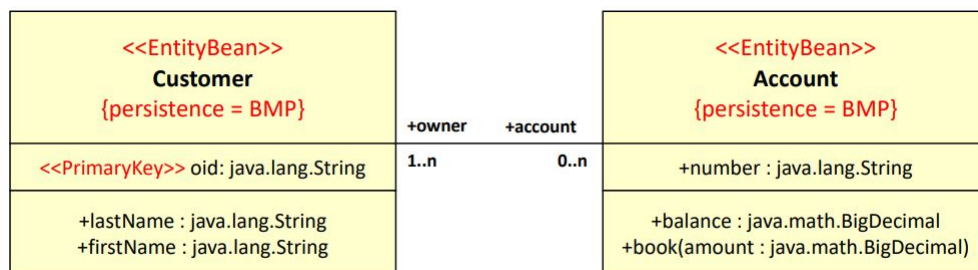 <<EntityBean>>
Customer
{persistence = BMP}
<<PrimaryKey>> oid: java.lang.String
+lastName : java.lang.String
+firstName : java.lang.String
+owner +account
1..n 0..n
<<EntityBean>>
Account
{persistence = BMP}
+number : java.lang.String
+balance : java.math.BigDecimal
+book(amount : java.math.BigDecimal)